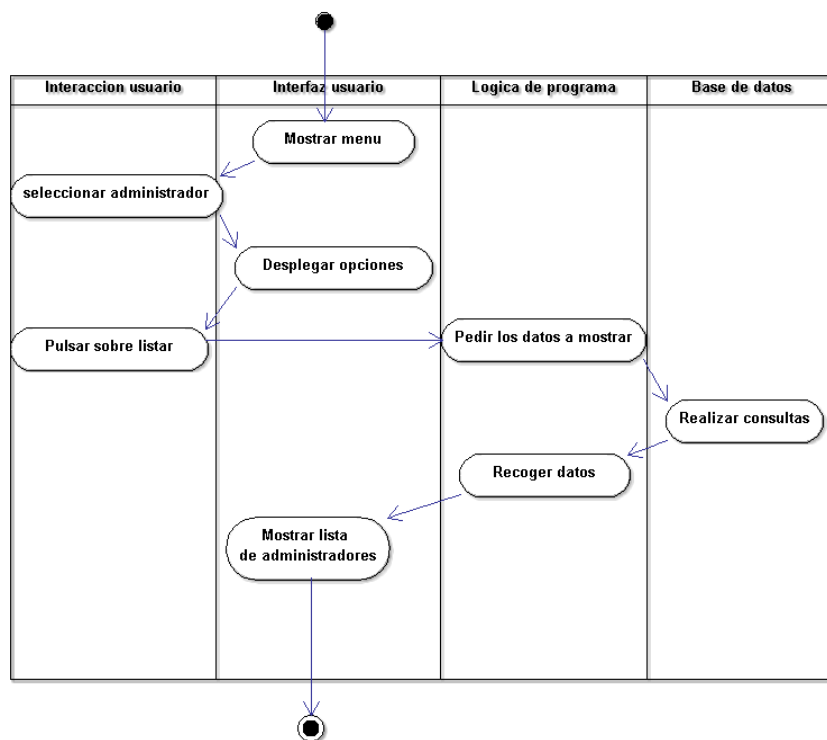 Interaccion usuario
Interfaz usuario
Logica de programa
Base de datos
Mostrar menu
seleccionar administrador
Desplegar opciones
Pulsar sobre listar
Pedir los datos a mostrar
Realizar consultas
Recoger datos
Mostrar lista
de administradores